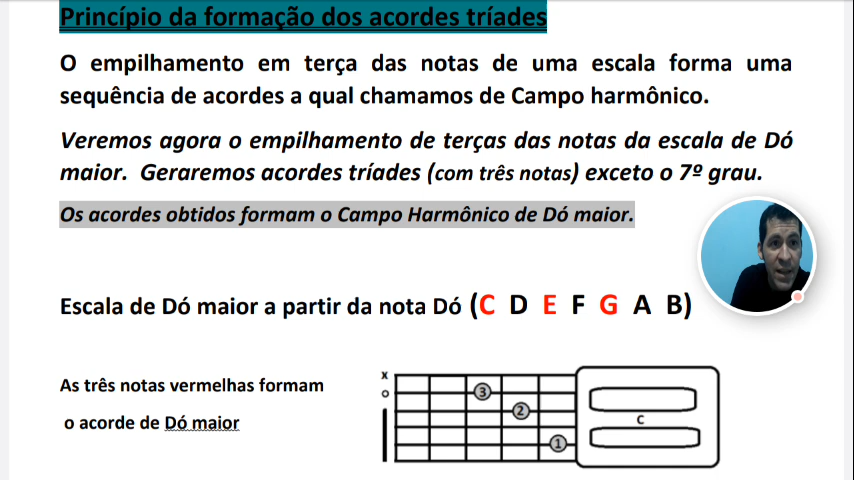 Princípio da formação dos acordes tríades
O empilhamento em terça das notas de uma escala forma uma
sequência de acordes a qual chamamos de Campo harmônico.
Veremos agora o empilhamento de terças das notas da escala de Dó
maior. Geraremos acordes tríades (com três notas) exceto o 7º grau.
Os acordes obtidos formam o Campo Harmônico de Dó maior.
Escala de Dó maior a partir da nota Dó (C D E F G A B)
As três notas vermelhas formam
o acorde de Dó maior
x
o
3
2
C
1